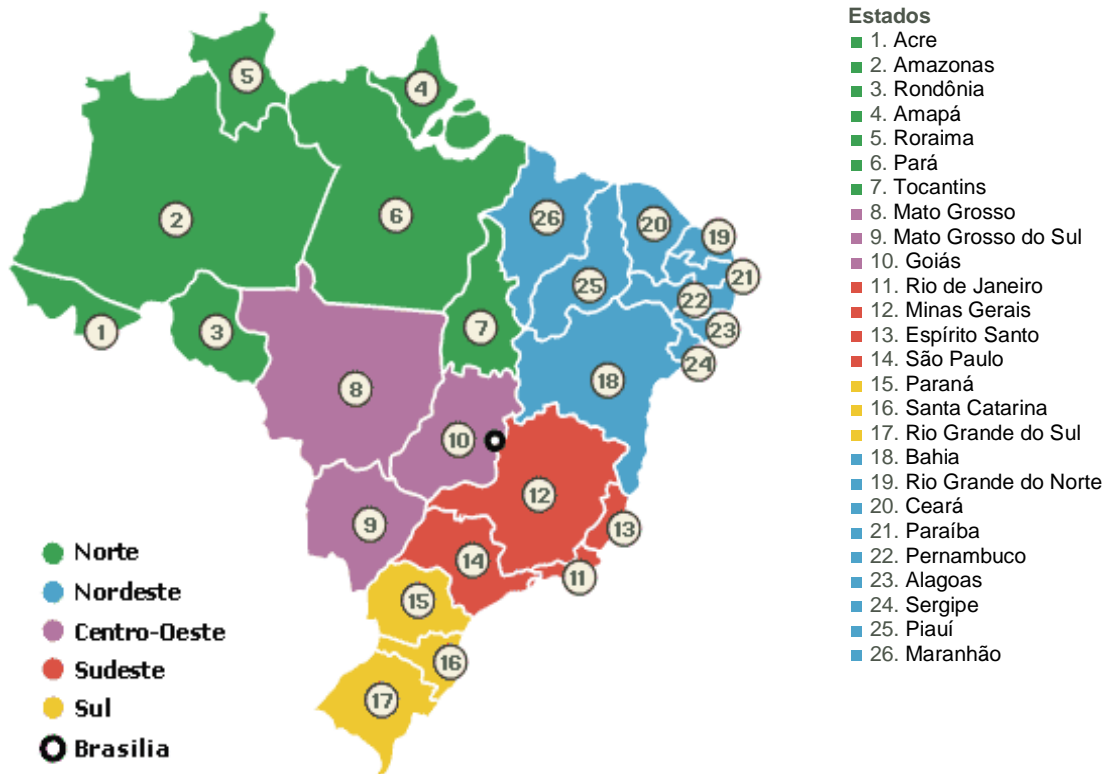 5
4
2
6
26
20
19
21
25
22
23
24
1
3
7
8
18
10
12
9
13
14
11
15
16
17
Norte
Nordeste
Centro-Oeste
Sudeste
Sul
Brasilia
Estados
1. Acre
2. Amazonas
3. Rondônia
4. Amapá
5. Roraima
6. Pará
7. Tocantins
8. Mato Grosso
9. Mato Grosso do Sul
10. Goiás
11. Rio de Janeiro
12. Minas Gerais
13. Espírito Santo
14. São Paulo
15. Paraná
16. Santa Catarina
17. Rio Grande do Sul
18. Bahia
19. Rio Grande do Norte
20. Ceará
21. Paraíba
22. Pernambuco
23. Alagoas
24. Sergipe
25. Piauí
26. Maranhão